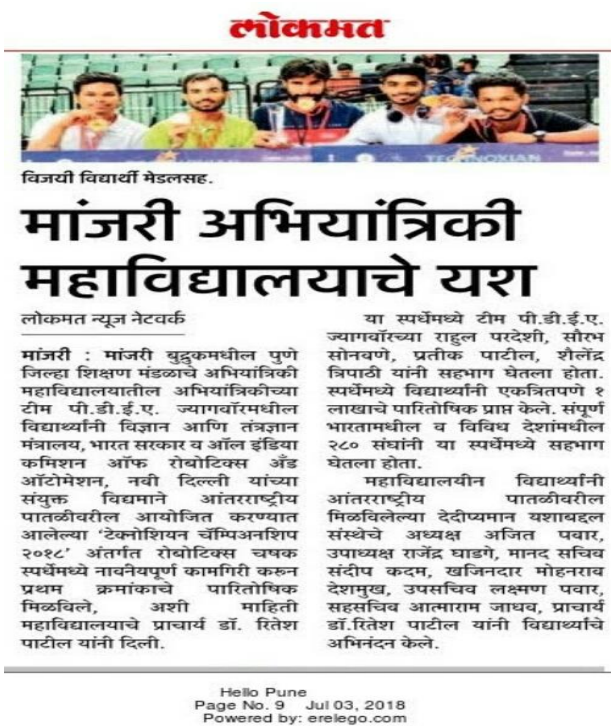 लोकमत
TECHNOXIAN
विजयी विद्यार्थी मेडलसह.
मांजरी अभियांत्रिकी
महाविद्यालयाचे यश
लोकमत न्यूज नेटवर्क
मांजरी : मांजरी बुद्रुकमधील पुणे
जिल्हा शिक्षण मंडळाचे अभियांत्रिकी
महाविद्यालयातील अभियांत्रिकीच्या
टीम पी.डी.ई.ए. ज्यागवॉरमधील
विद्यार्थ्यांनी विज्ञान आणि तंत्रज्ञान
मंत्रालय, भारत सरकार व ऑल इंडिया
कमिशन ऑफ रोबोटिक्स अँड
ऑटोमेशन, नवी दिल्ली यांच्या
संयुक्त विद्यमाने आंतरराष्ट्रीय
पातळीवरील आयोजित करण्यात
आलेल्या ‘टेक्नोशियन चॅम्पिअनशिप
२०१८’ अंतर्गत रोबोटिक्स चषक
स्पर्धेमध्ये नावनैयपूर्ण कामगिरी करून
प्रथम क्रमांकाचे पारितोषिक
मिळविले, अशी माहिती
महाविद्यालयाचे प्राचार्य डॉ. रितेश
पाटील यांनी दिली.
या स्पर्धेमध्ये टीम पी.डी.ई.ए.
ज्यागवॉरच्या राहुल परदेशी, सौरभ
सोनवणे, प्रतीक पाटील, शैलेंद्र
त्रिपाठी यांनी सहभाग घेतला होता.
स्पर्धेमध्ये विद्यार्थ्यांनी एकत्रितपणे १
लाखाचे पारितोषिक प्राप्त केले. संपूर्ण
भारतामधील व विविध देशांमधील
२८० संघांनी या स्पर्धेमध्ये सहभाग
घेतला होता.
महाविद्यालयीन विद्यार्थ्यांनी
आंतरराष्ट्रीय पातळीवरील
मिळविलेल्या देदीप्यमान यशाबद्दल
संस्थेचे अध्यक्ष अजित पवार,
उपाध्यक्ष राजेंद्र घाडगे, मानद सचिव
संदीप कदम, खजिनदार मोहनराव
देशमुख, उपसचिव लक्ष्मण पवार,
सहसचिव आत्माराम जाधव, प्राचार्य
डॉ.रितेश पाटील यांनी विद्यार्थ्यांचे
अभिनंदन केले.
Hello Pune
Page No. 9 Jul 03, 2018
Powered by: erelego.com